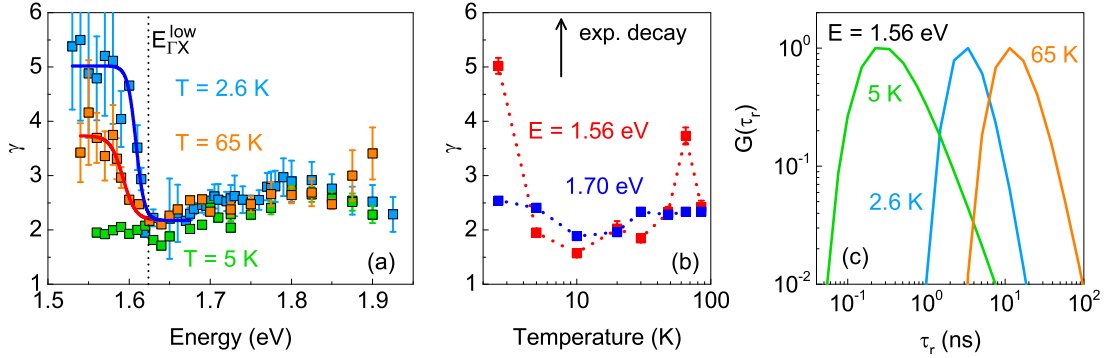 6
5
4
3
2
1
γ
E_ΓX^low
T = 2.6 K
T = 65 K
T = 5 K
(a)
1.5 1.6 1.7 1.8 1.9
Energy (eV)
6
5
4
3
2
1
γ
exp. decay
E = 1.56 eV
1.70 eV
(b)
10 100
Temperature (K)
10^0
10^-1
10^-2
G(τ_r)
E = 1.56 eV
65 K
5 K
2.6 K
(c)
10^-1 10^0 10^1 10^2
τ_r (ns)